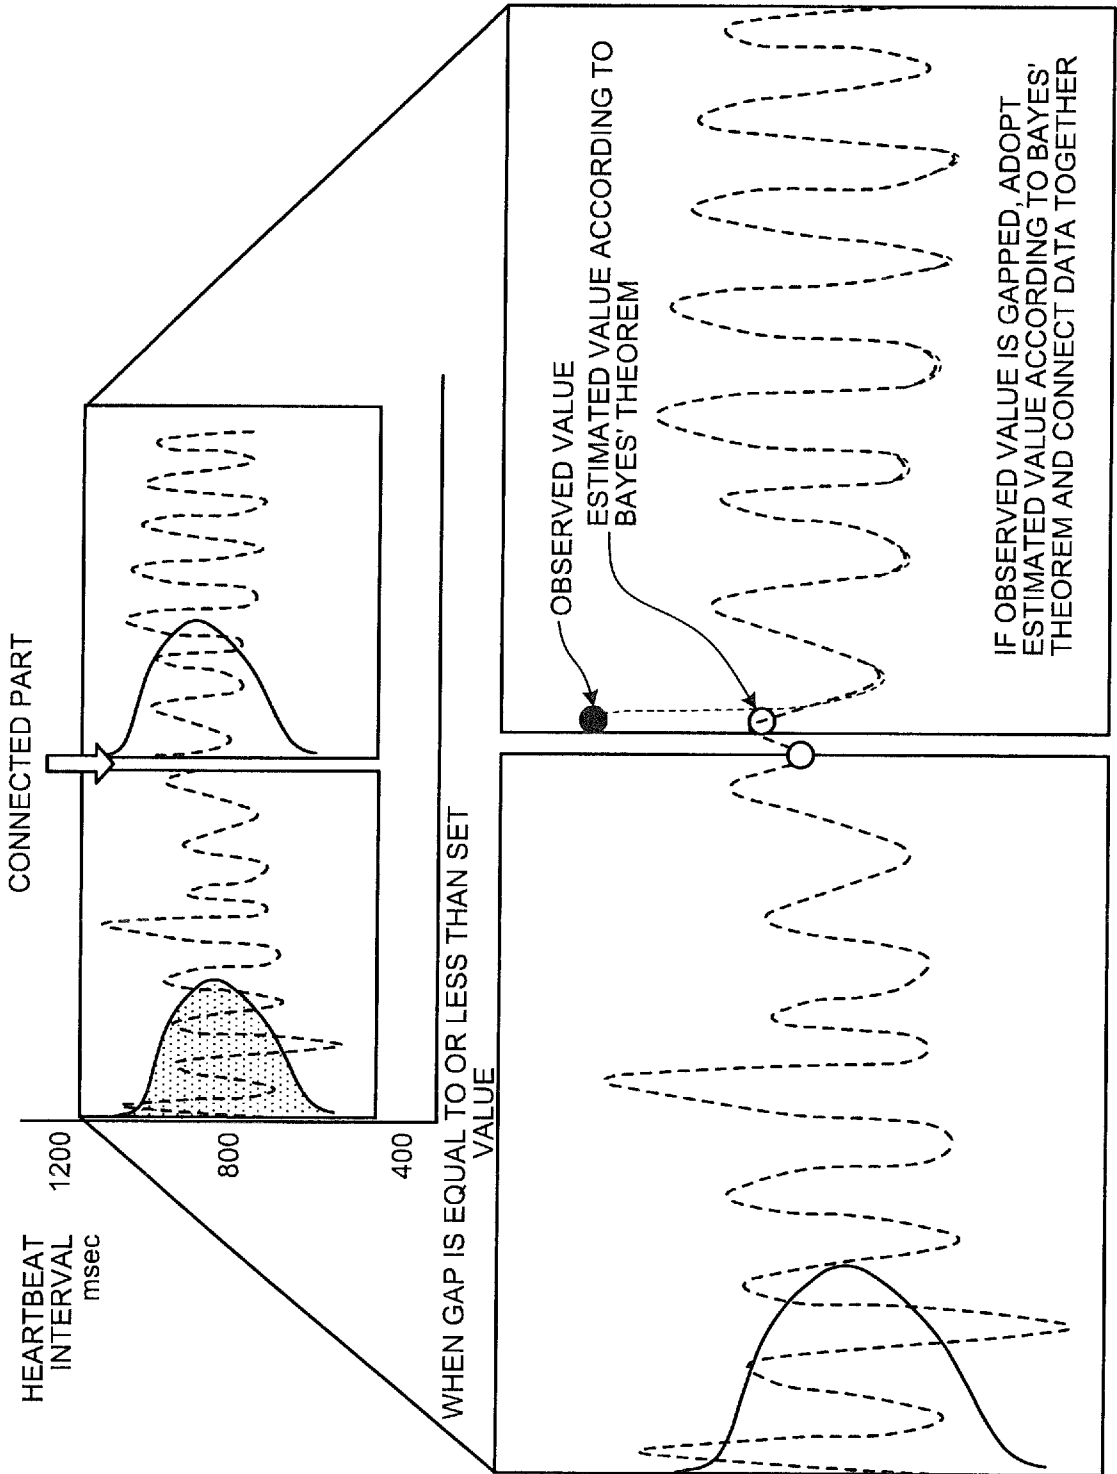 CONNECTED PART
HEARTBEAT
INTERVAL
msec
1200
800
400
WHEN GAP IS EQUAL TO OR LESS THAN SET
VALUE
OBSERVED VALUE
ESTIMATED VALUE ACCORDING TO
BAYES' THEOREM
IF OBSERVED VALUE IS GAPPED, ADOPT
ESTIMATED VALUE ACCORDING TO BAYES'
THEOREM AND CONNECT DATA TOGETHER